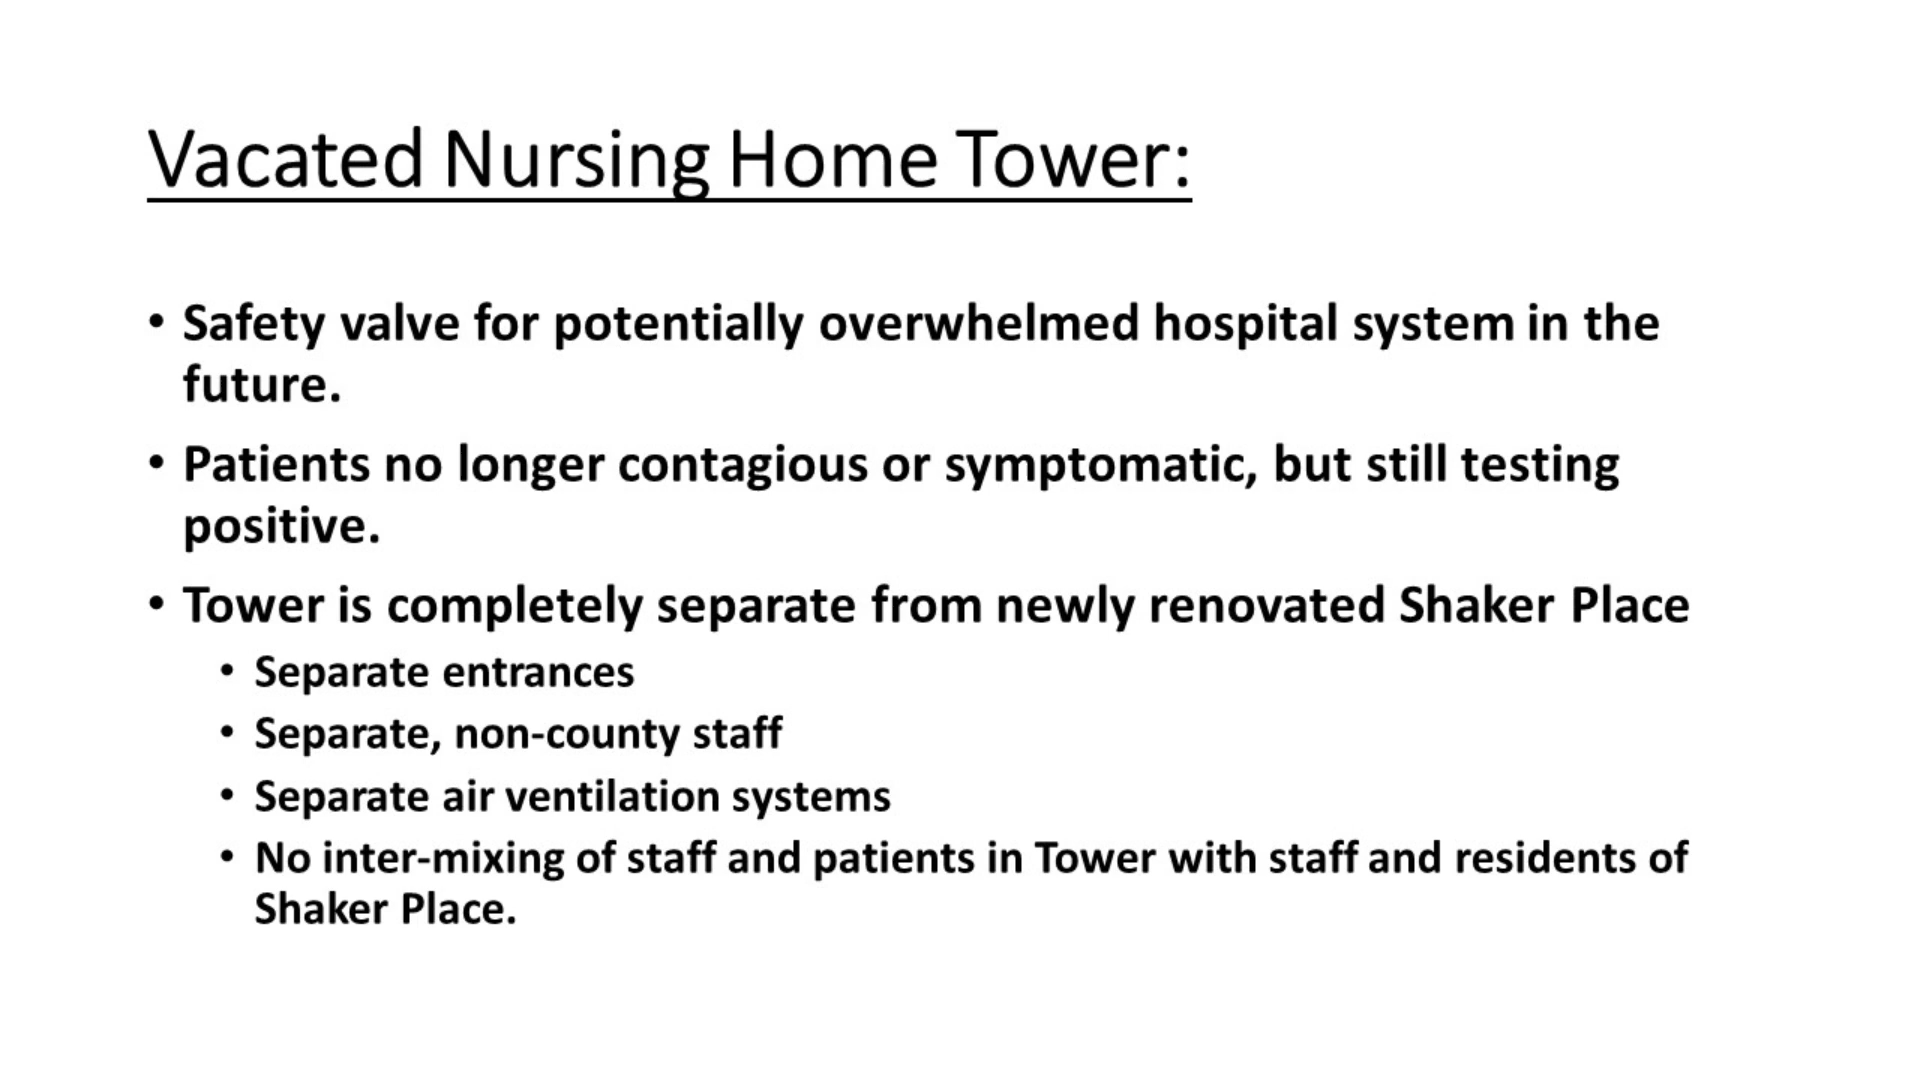 Vacated Nursing Home Tower:
• Safety valve for potentially overwhelmed hospital system in the
future.
• Patients no longer contagious or symptomatic, but still testing
positive.
• Tower is completely separate from newly renovated Shaker Place
• Separate entrances
• Separate, non-county staff
• Separate air ventilation systems
• No inter-mixing of staff and patients in Tower with staff and residents of
Shaker Place.